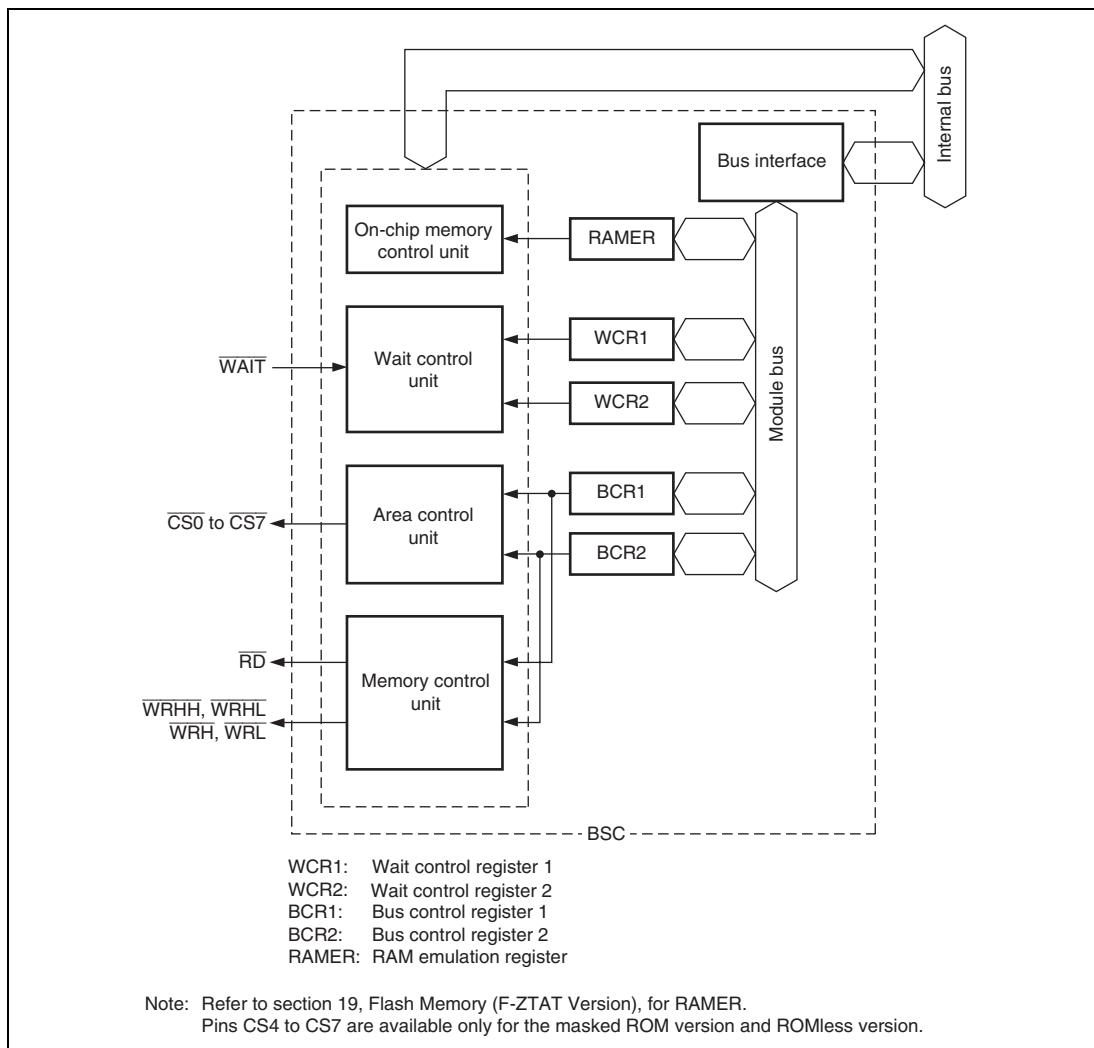 Internal bus
Bus interface
On-chip memory
control unit
RAMER
Wait control
unit
WCR1
WAIT
WCR2
Module bus
Area control
unit
BCR1
CS0 to CS7
BCR2
Memory control
unit
RD
WRHH, WRHL
WRH, WRL
BSC
WCR1: Wait control register 1
WCR2: Wait control register 2
BCR1: Bus control register 1
BCR2: Bus control register 2
RAMER: RAM emulation register
Note: Refer to section 19, Flash Memory (F-ZTAT Version), for RAMER.
Pins CS4 to CS7 are available only for the masked ROM version and ROMless version.